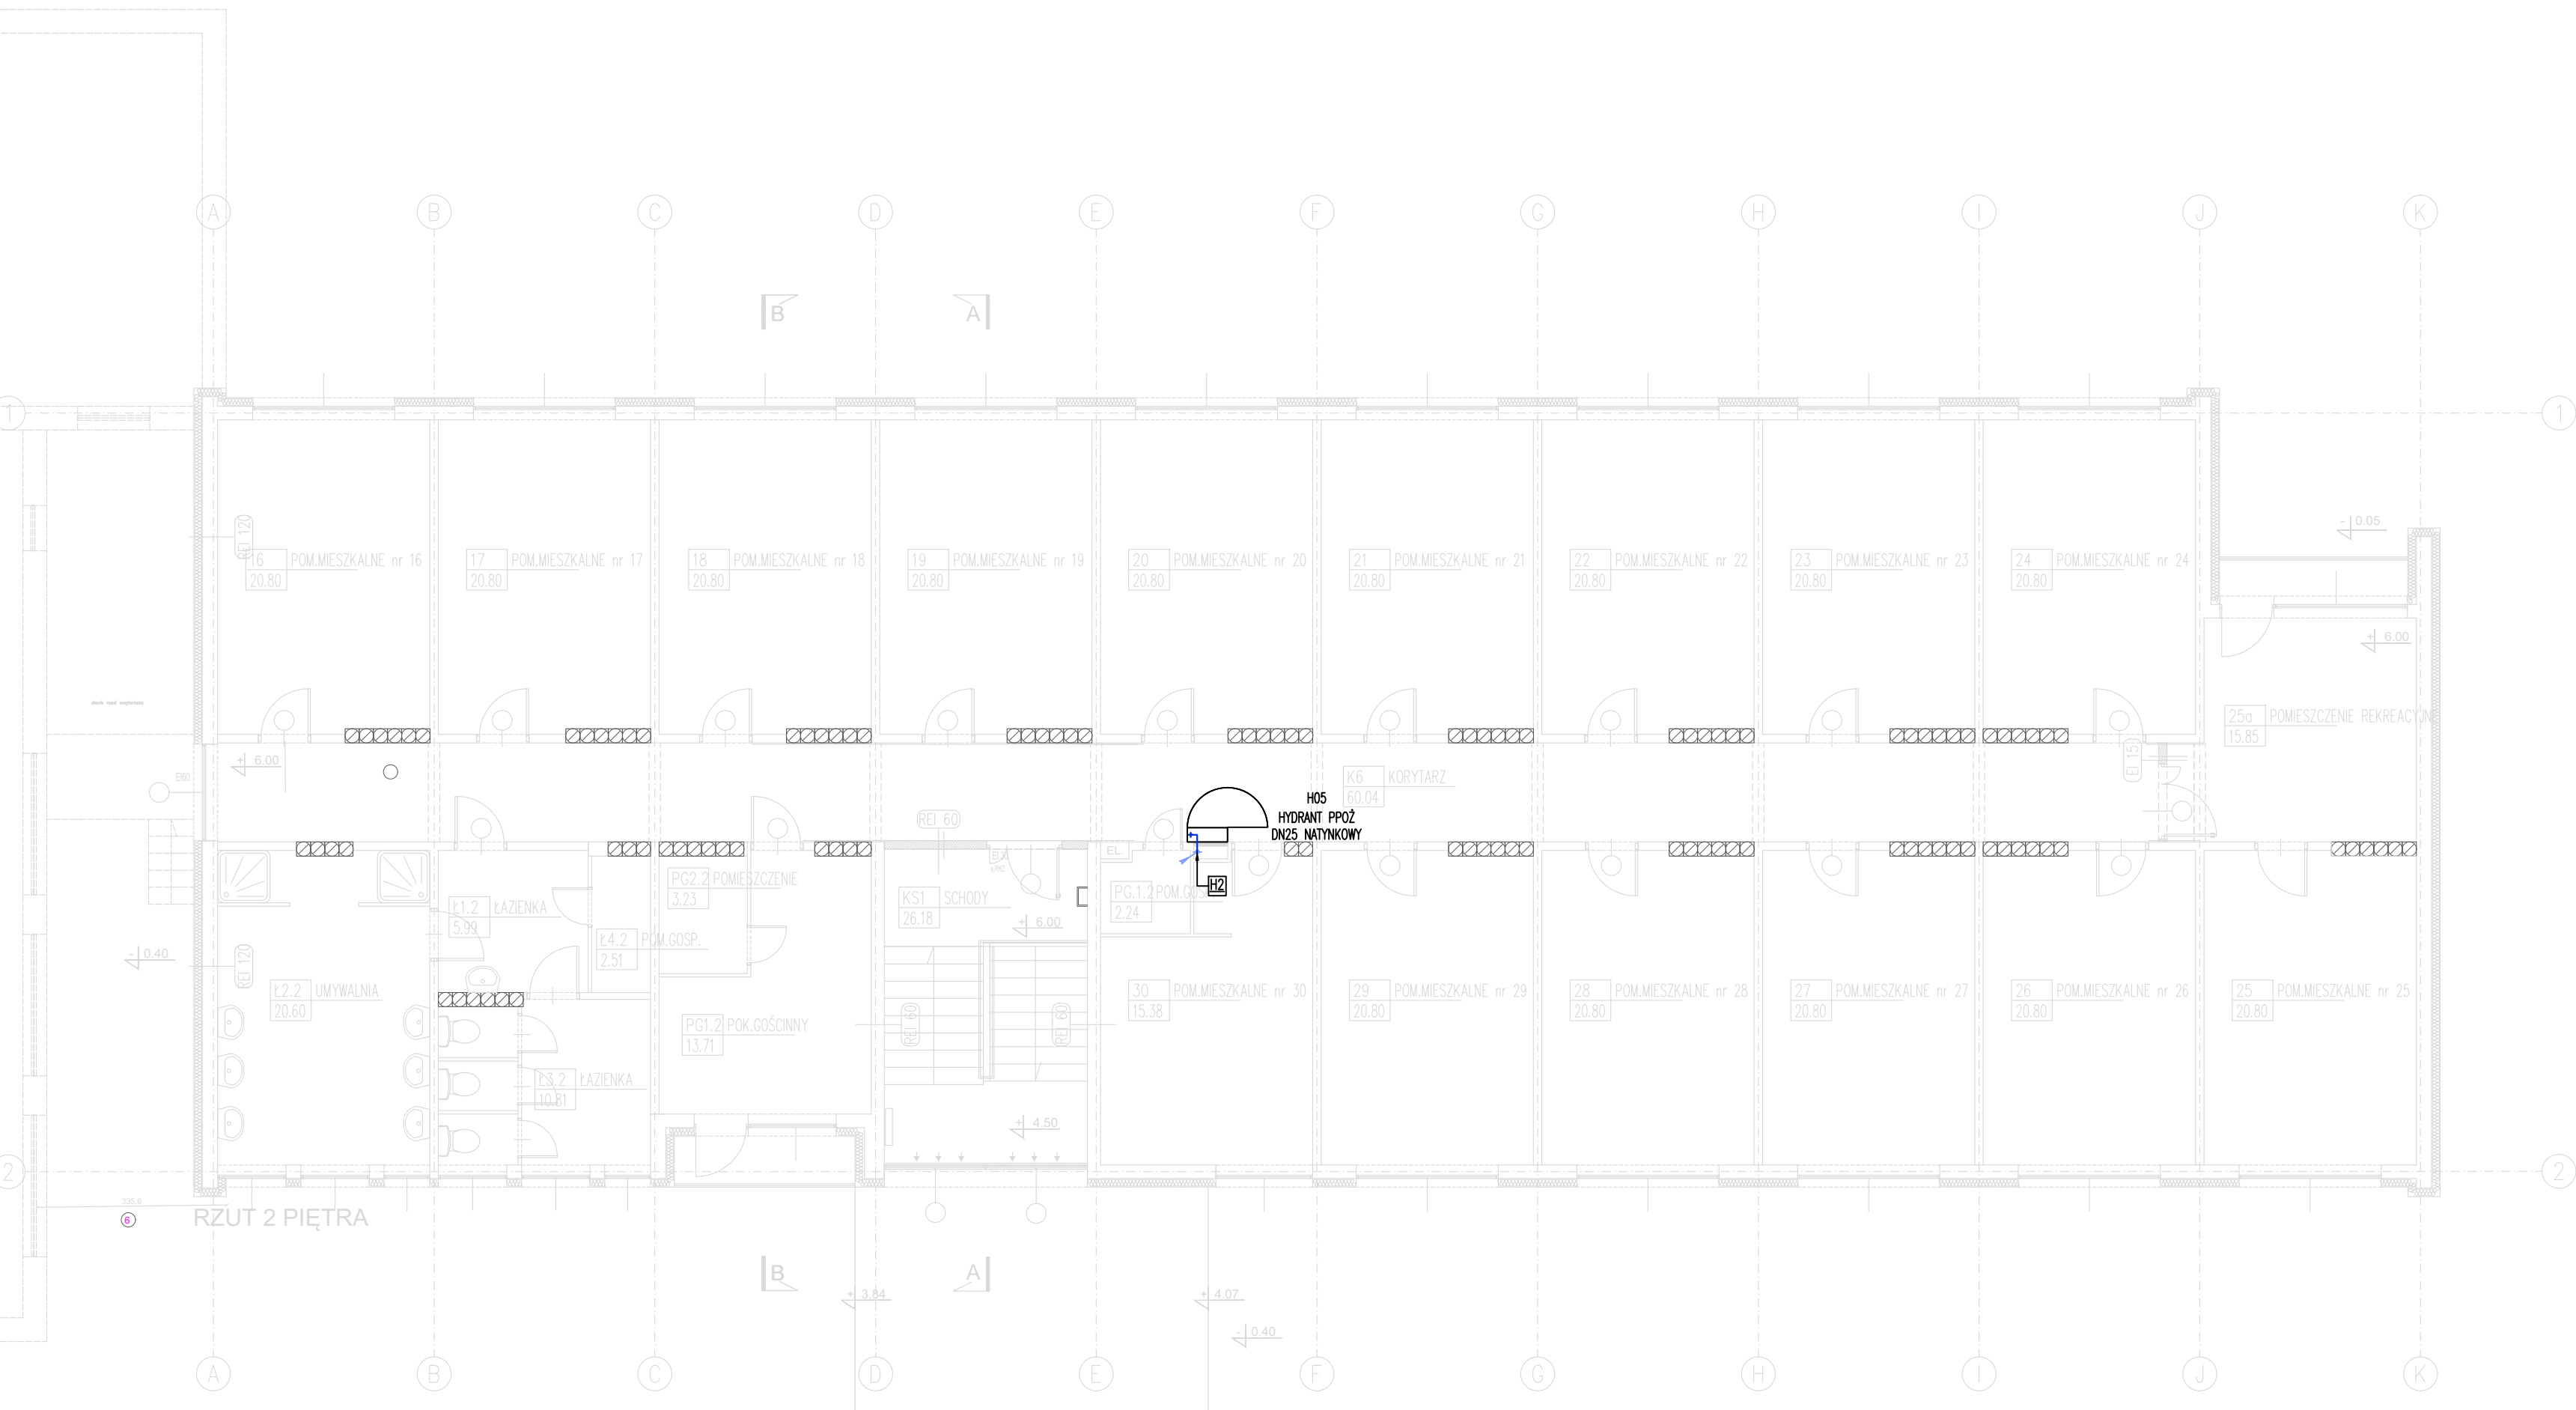 A B C D E F G H I J K
B A
1 1
REI 120
16 POM.MIESZKALNE nr 16
20.80
17 POM.MIESZKALNE nr 17
20.80
18 POM.MIESZKALNE nr 18
20.80
19 POM.MIESZKALNE nr 19
20.80
20 POM.MIESZKALNE nr 20
20.80
21 POM.MIESZKALNE nr 21
20.80
22 POM.MIESZKALNE nr 22
20.80
23 POM.MIESZKALNE nr 23
20.80
24 POM.MIESZKALNE nr 24
20.80
- 0.05
+ 6.00
25a POMIESZCZENIE REKREACYJNE
15.85
+ 6.00
EI60
K6 KORYTARZ
60.04
EI 15
H05
HYDRANT PPOŻ
DN25 NATYNKOWY
H2
REI 60
EL
PG2.2 POMIESZCZENIE
3.23
KS1 SCHODY
26.18
+ 6.00
PG.1.2 POM.GOSP.
2.24
Ł1.2 ŁAZIENKA
5.99
Ł4.2 POM.GOSP.
2.51
- 0.40
REI 120
Ł2.2 UMYWALNIA
20.60
PG1.2 POK.GOŚCINNY
13.71
REI 60
REI 60
30 POM.MIESZKALNE nr 30
15.38
29 POM.MIESZKALNE nr 29
20.80
28 POM.MIESZKALNE nr 28
20.80
27 POM.MIESZKALNE nr 27
20.80
26 POM.MIESZKALNE nr 26
20.80
25 POM.MIESZKALNE nr 25
20.80
Ł3.2 ŁAZIENKA
10.81
+ 4.50
2 2
335,6
6
RZUT 2 PIĘTRA
B A
+ 3.84
+ 4.07
- 0.40
A B C D E F G H I J K